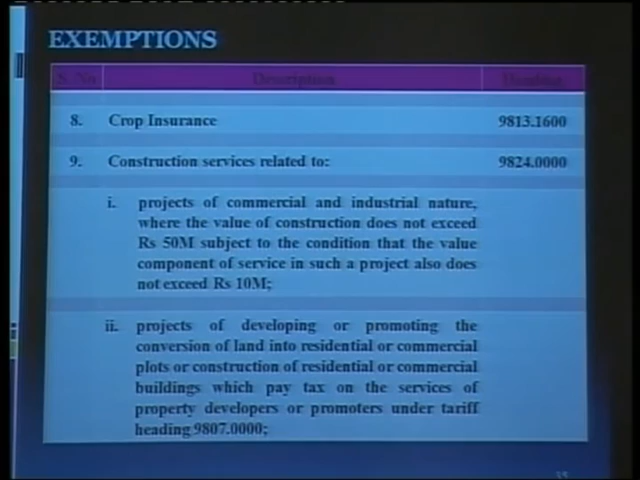 EXEMPTIONS
S. No Description Heading
8. Crop Insurance 9813.1600
9. Construction services related to: 9824.0000
i. projects of commercial and industrial nature,
where the value of construction does not exceed
Rs 50M subject to the condition that the value
component of service in such a project also does
not exceed Rs 10M;
ii. projects of developing or promoting the
conversion of land into residential or commercial
plots or construction of residential or commercial
buildings which pay tax on the services of
property developers or promoters under tariff
heading 9807.0000;
35